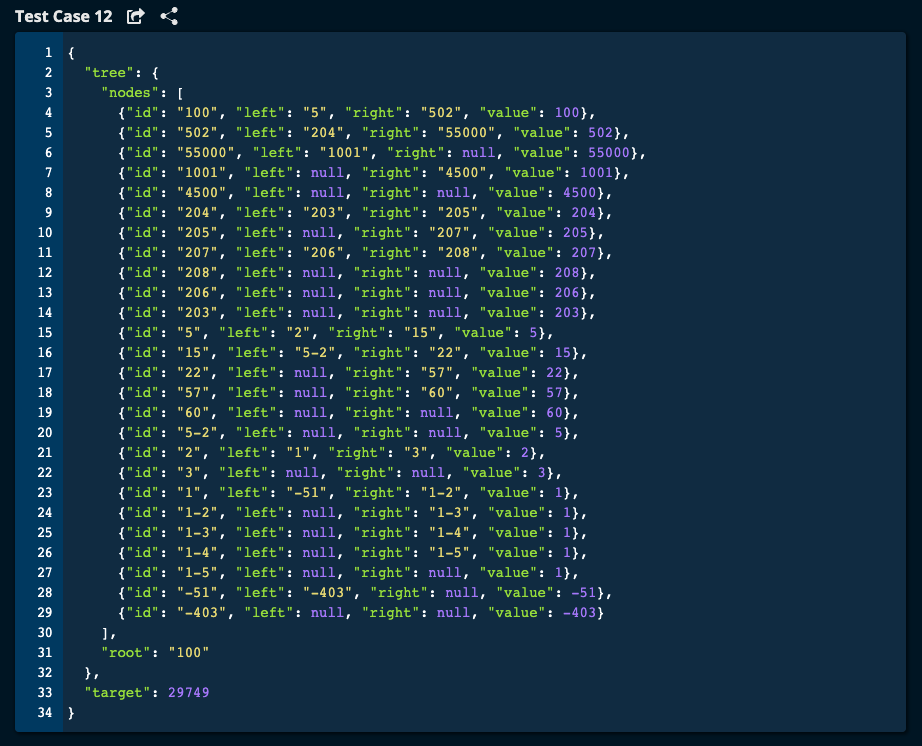 Test Case 12
1 {
2   "tree": {
3     "nodes": [
4       {"id": "100", "left": "5", "right": "502", "value": 100},
5       {"id": "502", "left": "204", "right": "55000", "value": 502},
6       {"id": "55000", "left": "1001", "right": null, "value": 55000},
7       {"id": "1001", "left": null, "right": "4500", "value": 1001},
8       {"id": "4500", "left": null, "right": null, "value": 4500},
9       {"id": "204", "left": "203", "right": "205", "value": 204},
10       {"id": "205", "left": null, "right": "207", "value": 205},
11       {"id": "207", "left": "206", "right": "208", "value": 207},
12       {"id": "208", "left": null, "right": null, "value": 208},
13       {"id": "206", "left": null, "right": null, "value": 206},
14       {"id": "203", "left": null, "right": null, "value": 203},
15       {"id": "5", "left": "2", "right": "15", "value": 5},
16       {"id": "15", "left": "5-2", "right": "22", "value": 15},
17       {"id": "22", "left": null, "right": "57", "value": 22},
18       {"id": "57", "left": null, "right": "60", "value": 57},
19       {"id": "60", "left": null, "right": null, "value": 60},
20       {"id": "5-2", "left": null, "right": null, "value": 5},
21       {"id": "2", "left": "1", "right": "3", "value": 2},
22       {"id": "3", "left": null, "right": null, "value": 3},
23       {"id": "1", "left": "-51", "right": "1-2", "value": 1},
24       {"id": "1-2", "left": null, "right": "1-3", "value": 1},
25       {"id": "1-3", "left": null, "right": "1-4", "value": 1},
26       {"id": "1-4", "left": null, "right": "1-5", "value": 1},
27       {"id": "1-5", "left": null, "right": null, "value": 1},
28       {"id": "-51", "left": "-403", "right": null, "value": -51},
29       {"id": "-403", "left": null, "right": null, "value": -403}
30     ],
31     "root": "100"
32   },
33   "target": 29749
34 }